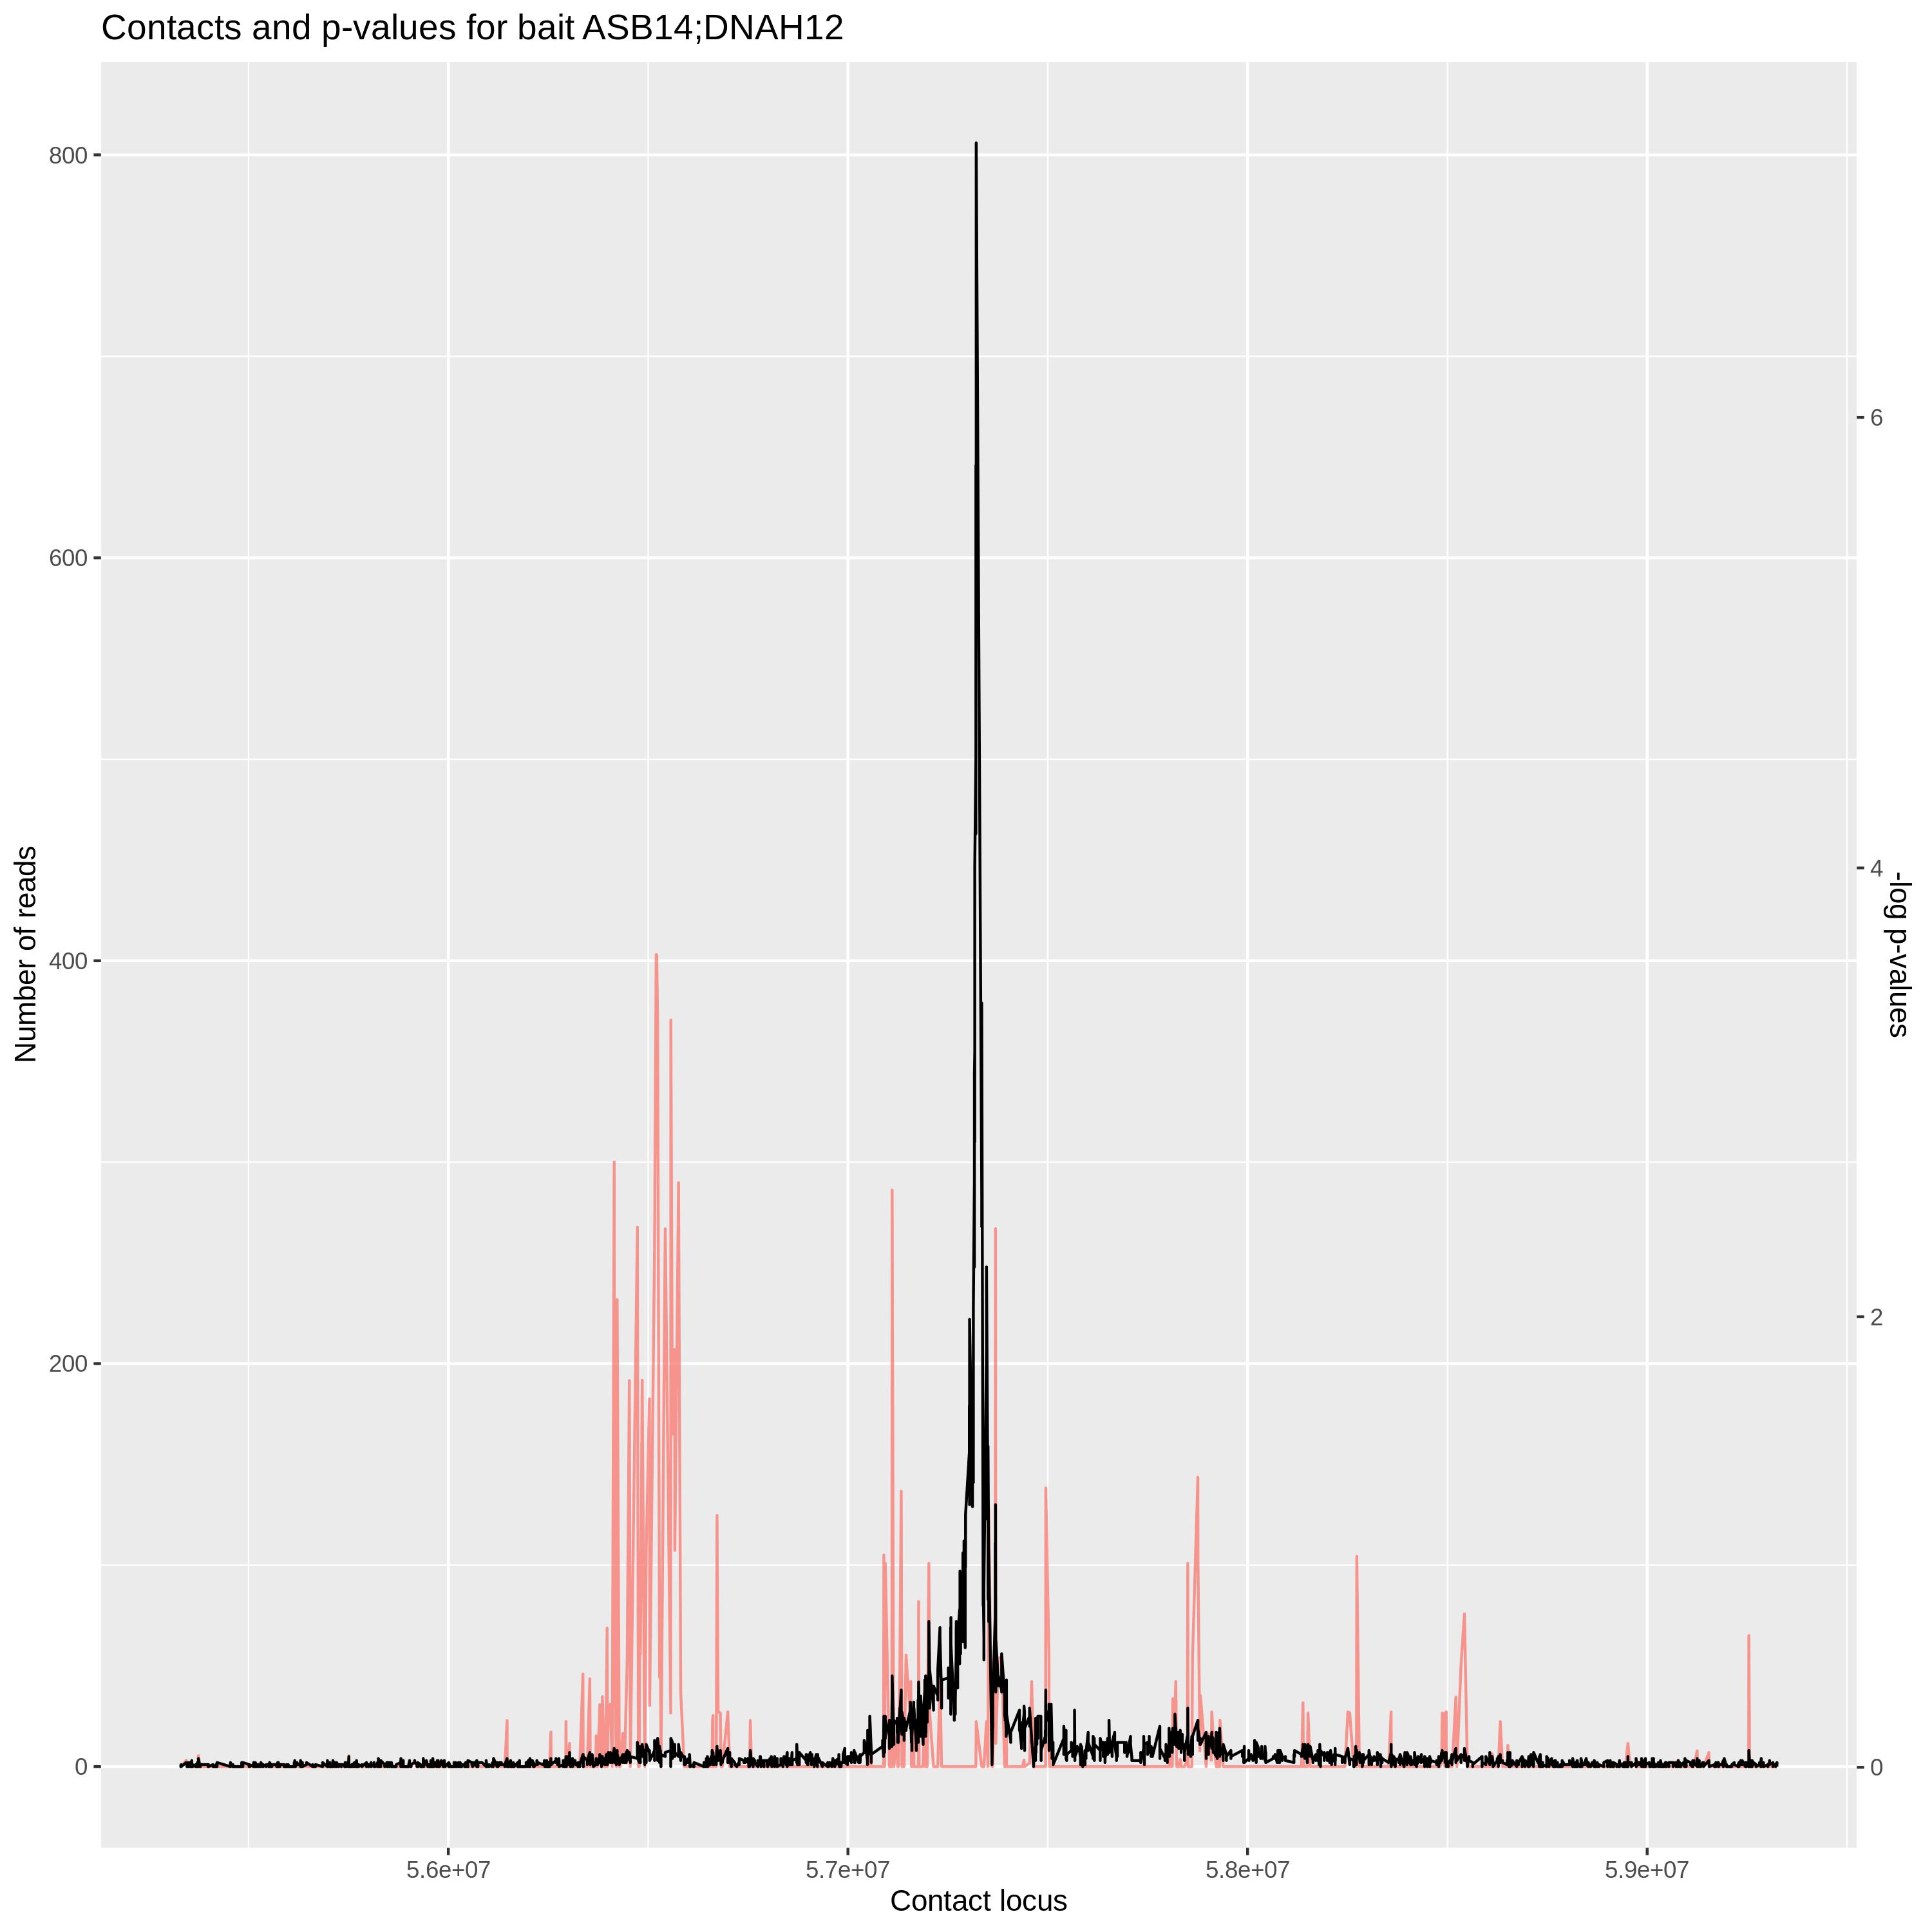 Contacts and p-values for bait ASB14;DNAH12
800
600
400
200
0
Number of reads
6
4
2
0
-log p-values
5.6e+07
5.7e+07
5.8e+07
5.9e+07
Contact locus